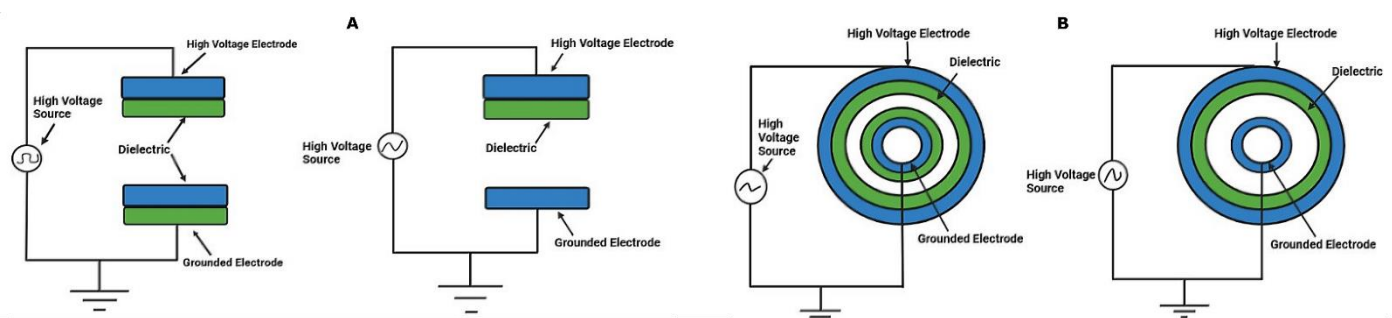 A
High Voltage Electrode
High Voltage
Source
Dielectric
Grounded Electrode
High Voltage Electrode
High Voltage
Source
Dielectric
Grounded Electrode
B
High Voltage Electrode
Dielectric
High
Voltage
Source
Grounded Electrode
High Voltage Electrode
Dielectric
High Voltage
Source
Grounded Electrode